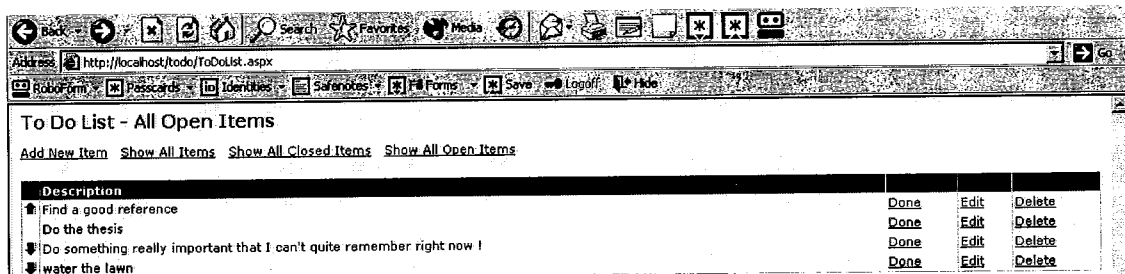 Back Search Favorites Media
Address http://localhost/todo/ToDoList.aspx Go
RoboForm Passcards Identities Safenotes Fill Forms Save Logoff Hide
To Do List - All Open Items
Add New Item Show All Items Show All Closed Items Show All Open Items
Description
Find a good reference Done Edit Delete
Do the thesis Done Edit Delete
Do something really important that I can't quite remember right now ! Done Edit Delete
water the lawn Done Edit Delete